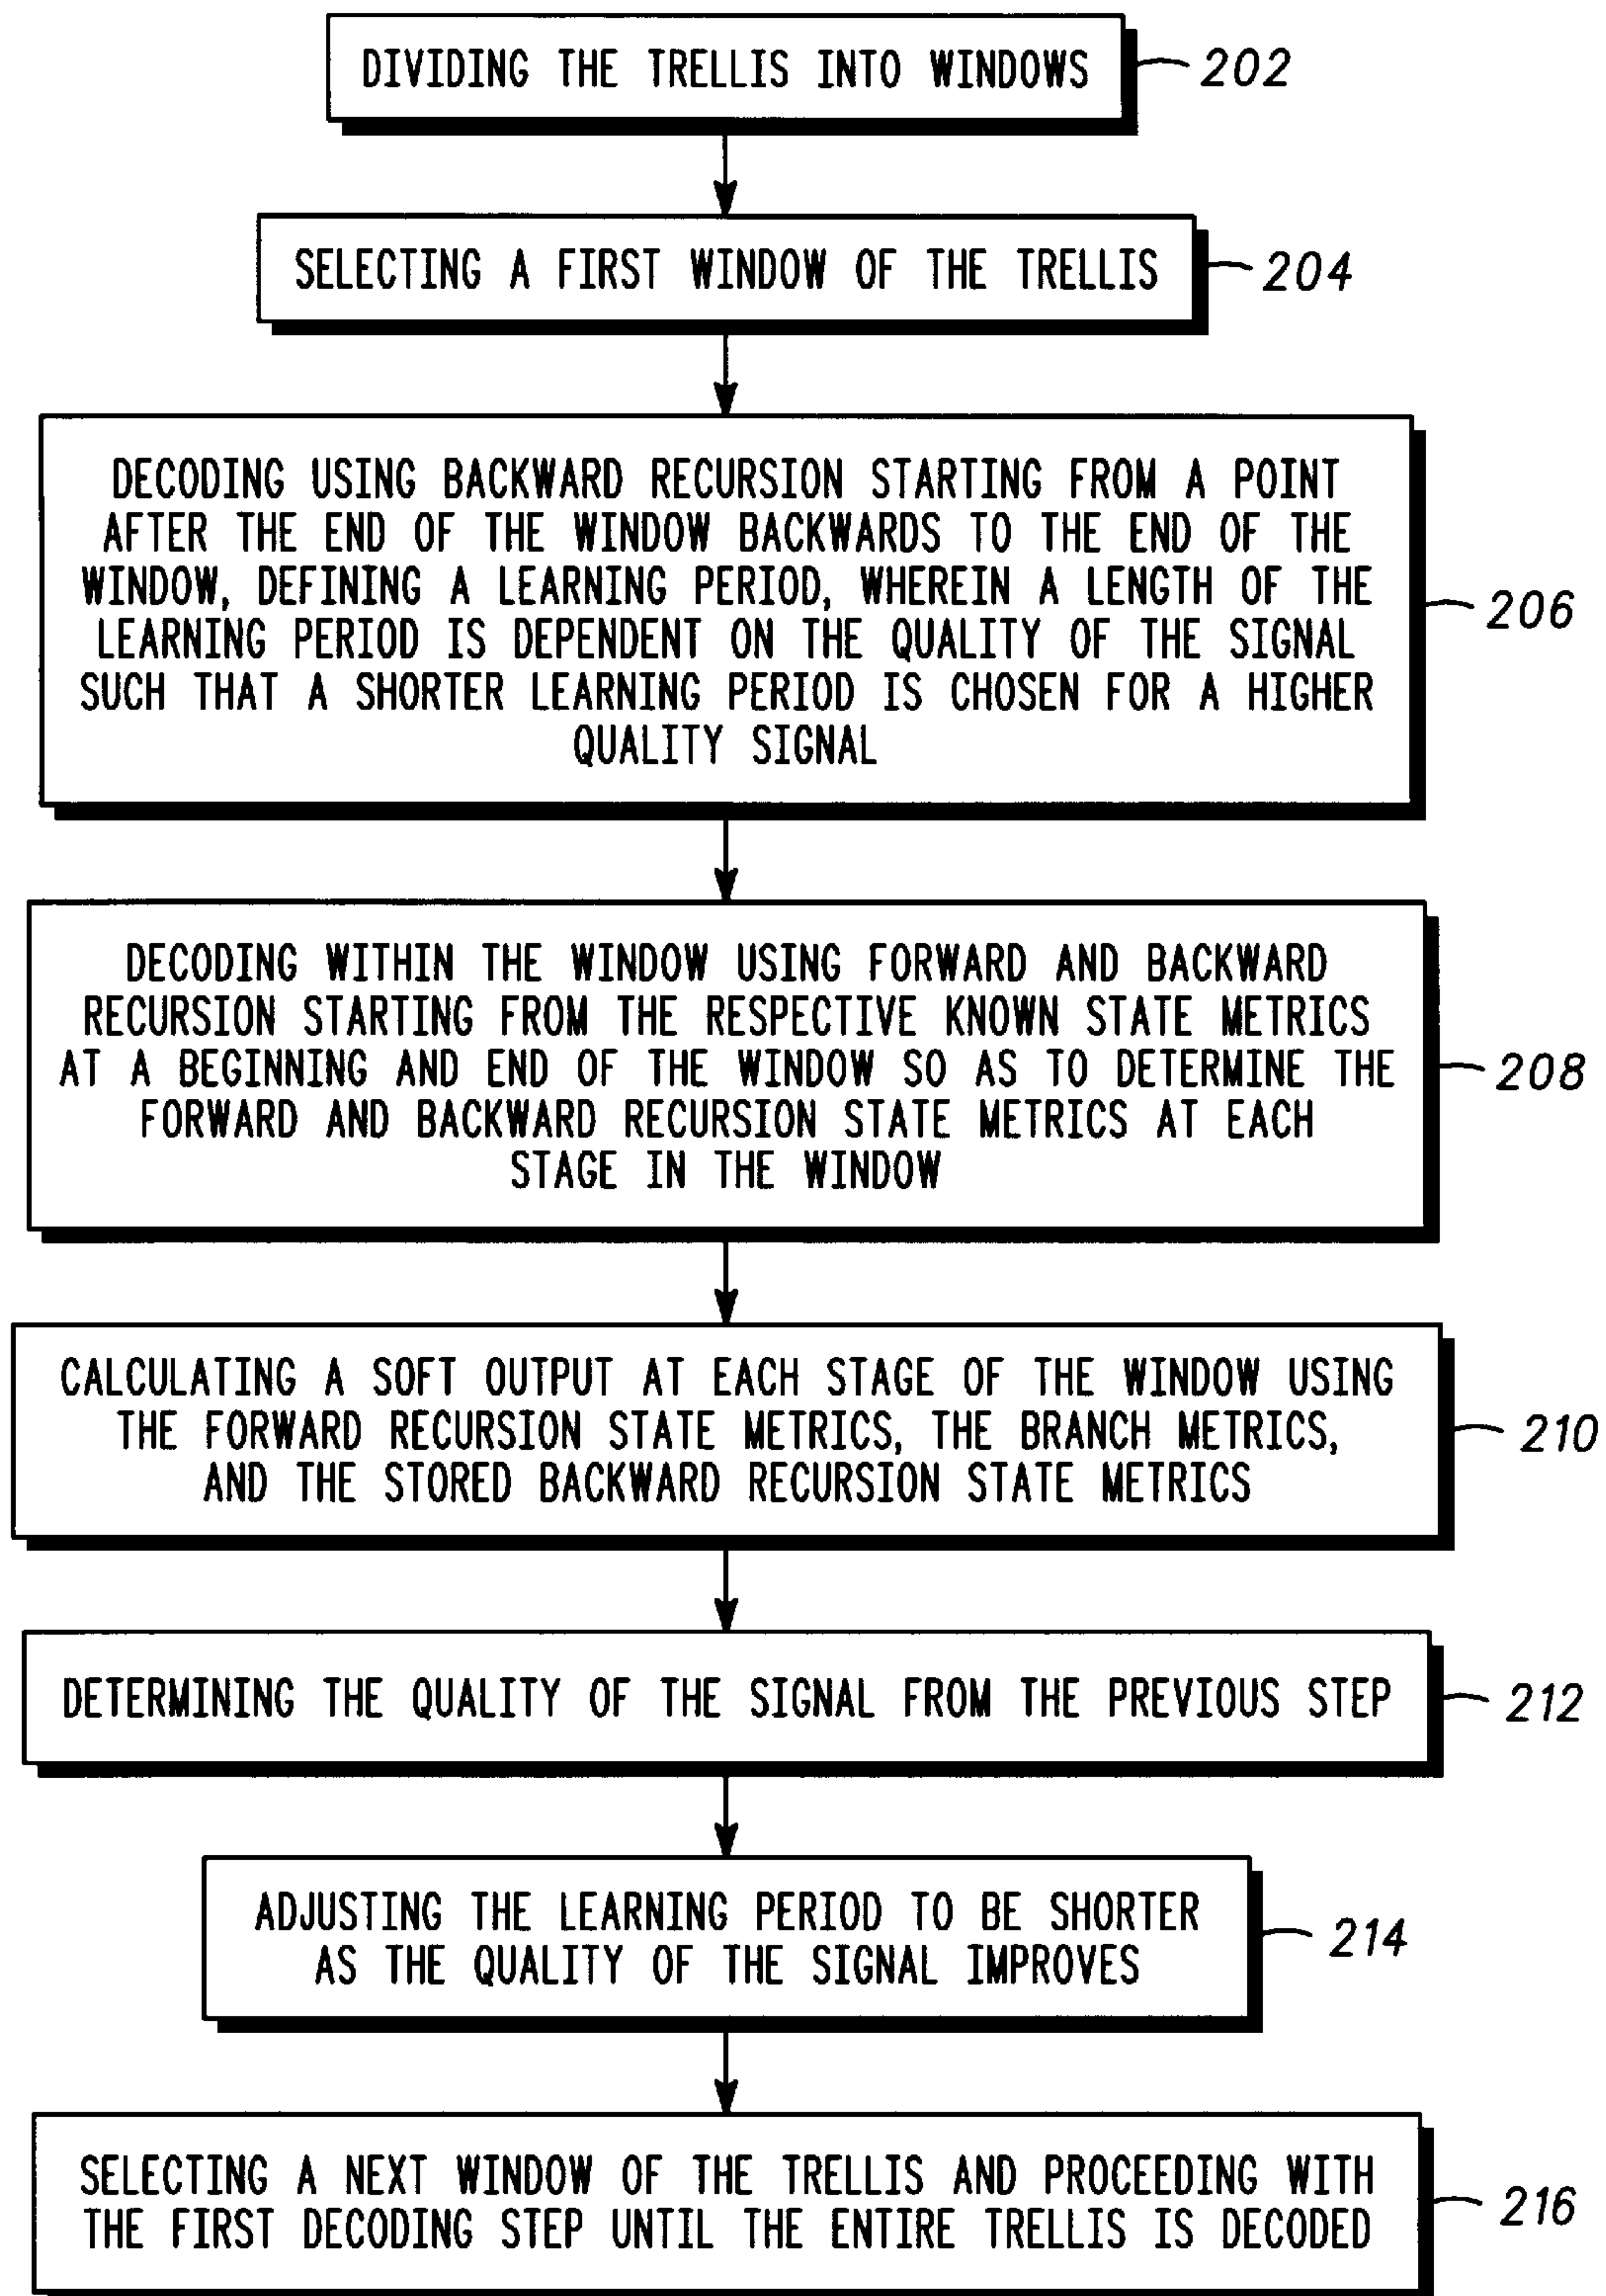 DIVIDING THE TRELLIS INTO WINDOWS
202
SELECTING A FIRST WINDOW OF THE TRELLIS
204
DECODING USING BACKWARD RECURSION STARTING FROM A POINT
AFTER THE END OF THE WINDOW BACKWARDS TO THE END OF THE
WINDOW, DEFINING A LEARNING PERIOD, WHEREIN A LENGTH OF THE
LEARNING PERIOD IS DEPENDENT ON THE QUALITY OF THE SIGNAL
SUCH THAT A SHORTER LEARNING PERIOD IS CHOSEN FOR A HIGHER
QUALITY SIGNAL
206
DECODING WITHIN THE WINDOW USING FORWARD AND BACKWARD
RECURSION STARTING FROM THE RESPECTIVE KNOWN STATE METRICS
AT A BEGINNING AND END OF THE WINDOW SO AS TO DETERMINE THE
FORWARD AND BACKWARD RECURSION STATE METRICS AT EACH
STAGE IN THE WINDOW
208
CALCULATING A SOFT OUTPUT AT EACH STAGE OF THE WINDOW USING
THE FORWARD RECURSION STATE METRICS, THE BRANCH METRICS,
AND THE STORED BACKWARD RECURSION STATE METRICS
210
DETERMINING THE QUALITY OF THE SIGNAL FROM THE PREVIOUS STEP
212
ADJUSTING THE LEARNING PERIOD TO BE SHORTER
AS THE QUALITY OF THE SIGNAL IMPROVES
214
SELECTING A NEXT WINDOW OF THE TRELLIS AND PROCEEDING WITH
THE FIRST DECODING STEP UNTIL THE ENTIRE TRELLIS IS DECODED
216